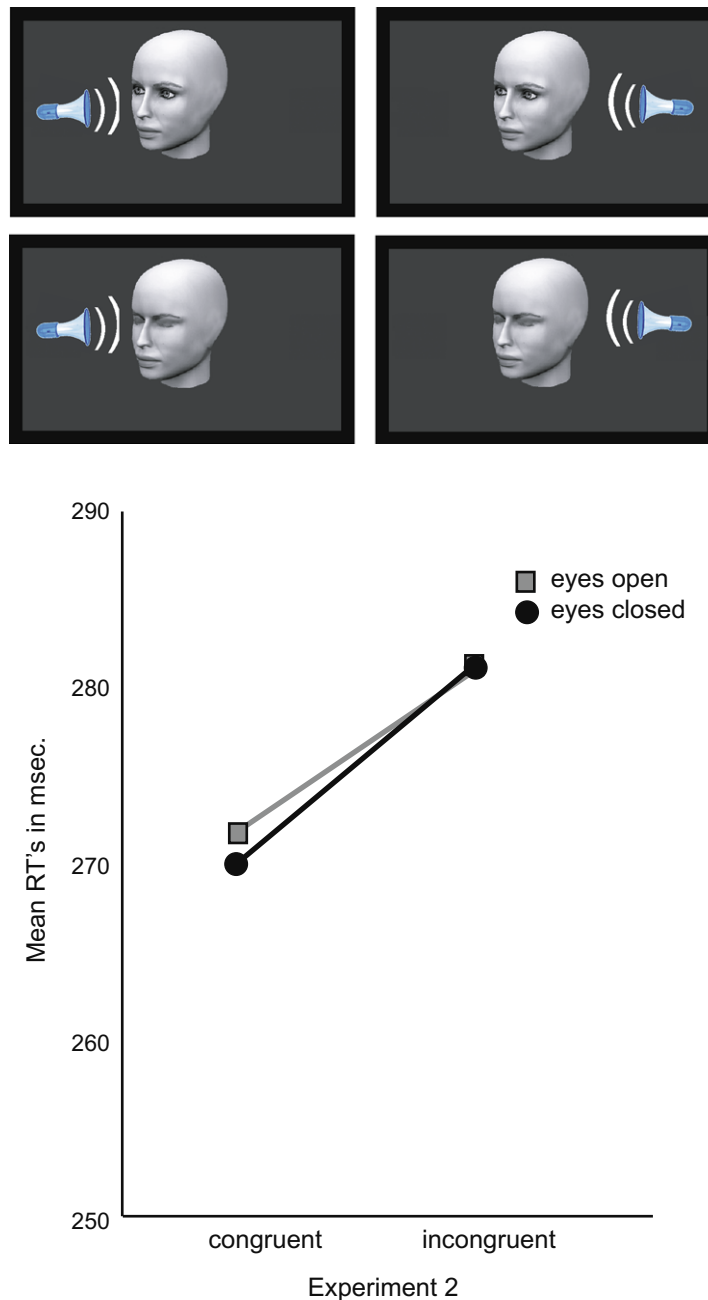 290
eyes open
eyes closed
280
Mean RT's in msec.
270
260
250
congruent incongruent
Experiment 2